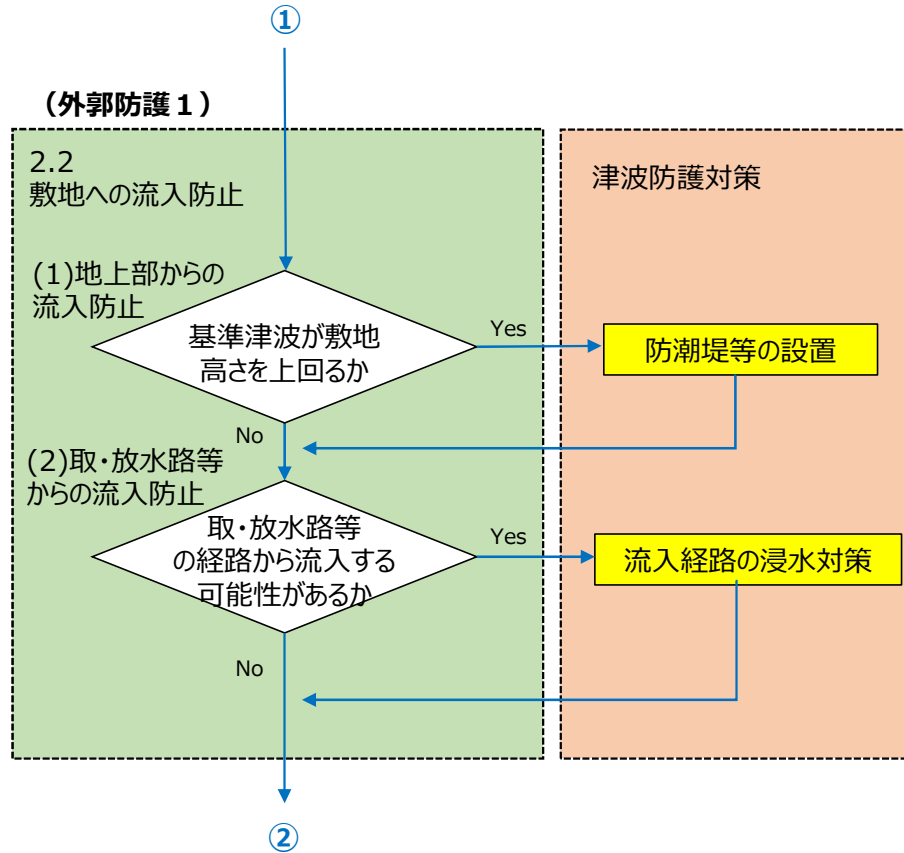 ①
（外郭防護１）
2.2
敷地への流入防止
津波防護対策
(1)地上部からの
流入防止
基準津波が敷地
高さを上回るか
Yes
防潮堤等の設置
No
(2)取・放水路等
からの流入防止
取・放水路等
の経路から流入する
可能性があるか
Yes
流入経路の浸水対策
No
②